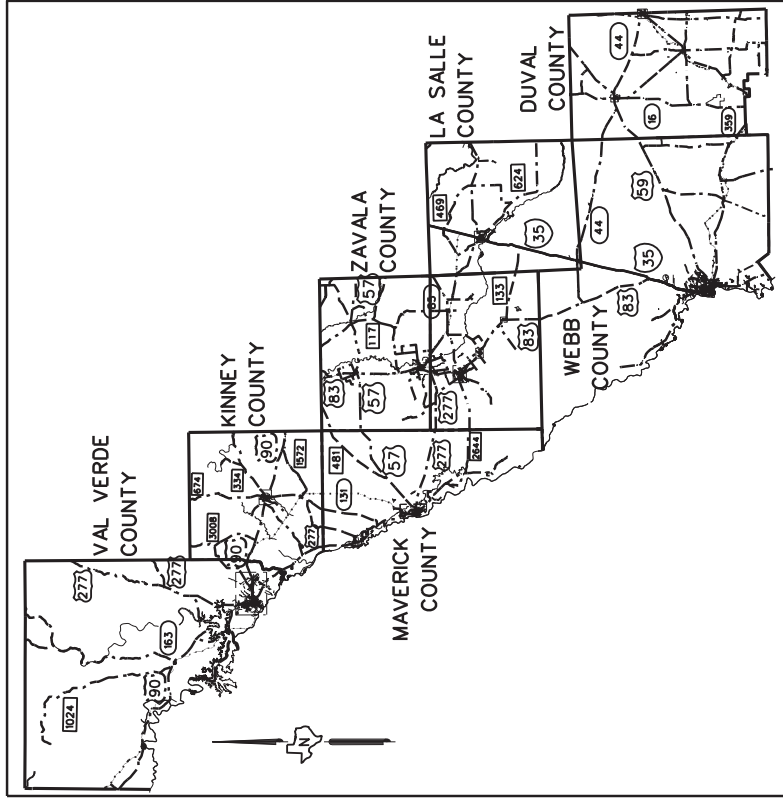 VAL VERDE
COUNTY
277
277
163
90
1024
N
KINNEY
COUNTY
674
334
3008
90
90
1572
277
ZAVALA
COUNTY
57
117
83
57
481
131
57
277
277
2644
MAVERICK
COUNTY
LA SALLE
COUNTY
469
624
35
85
133
83
DUVAL
COUNTY
44
16
359
44
59
35
83
WEBB
COUNTY